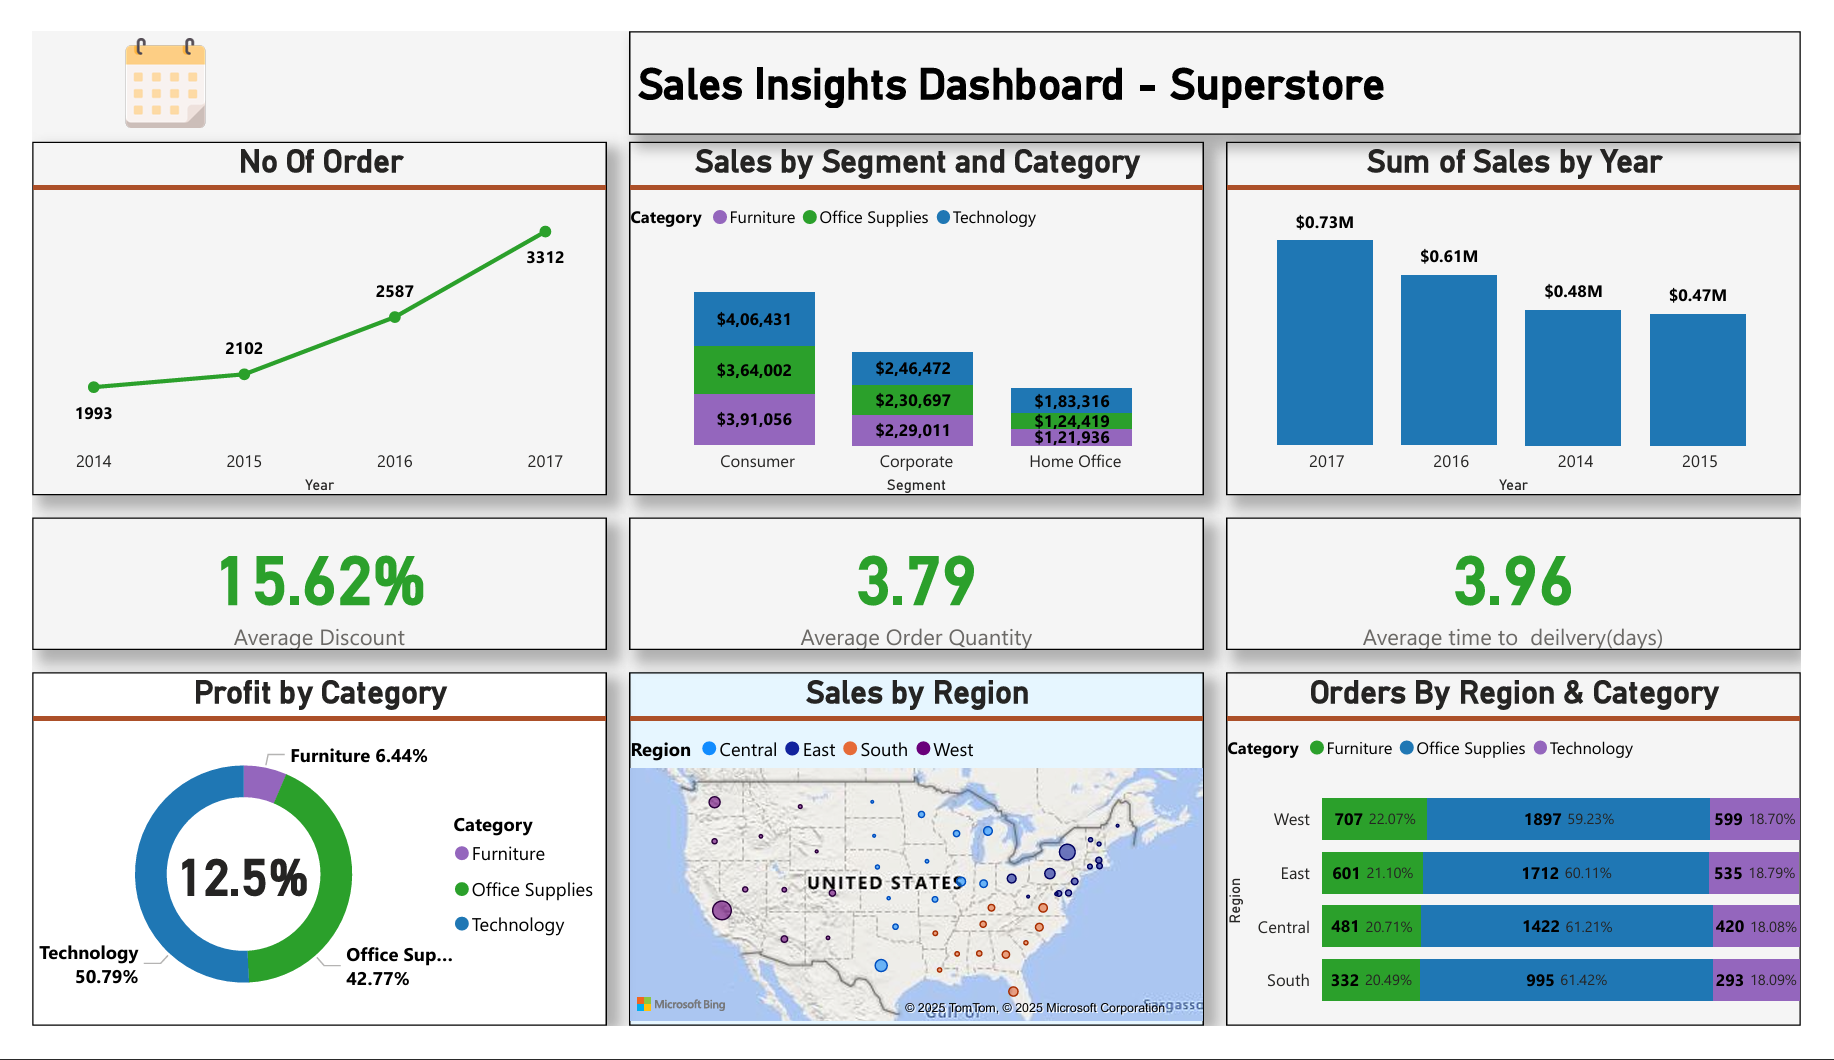 Sales Insights Dashboard - Superstore
No Of Order
3312
2587
2102
1993
2014 2015 2016 2017
Year
Sales by Segment and Category
Category Furniture Office Supplies Technology
$4,06,431
$3,64,002
$3,91,056
$2,46,472
$2,30,697
$2,29,011
$1,83,316
$1,24,419
$1,21,936
Consumer Corporate Home Office
Segment
Sum of Sales by Year
$0.73M
$0.61M
$0.48M
$0.47M
2017 2016 2014 2015
Year
15.62%
Average Discount
3.79
Average Order Quantity
3.96
Average time to deilvery(days)
Profit by Category
Furniture 6.44%
12.5%
Technology
50.79%
Office Sup...
42.77%
Category
Furniture
Office Supplies
Technology
Sales by Region
Region Central East South West
UNITED STATES
Microsoft Bing
© 2025 TomTom, © 2025 Microsoft Corporation
Orders By Region & Category
Category Furniture Office Supplies Technology
Region
West 707 22.07% 1897 59.23% 599 18.70%
East 601 21.10% 1712 60.11% 535 18.79%
Central 481 20.71% 1422 61.21% 420 18.08%
South 332 20.49% 995 61.42% 293 18.09%